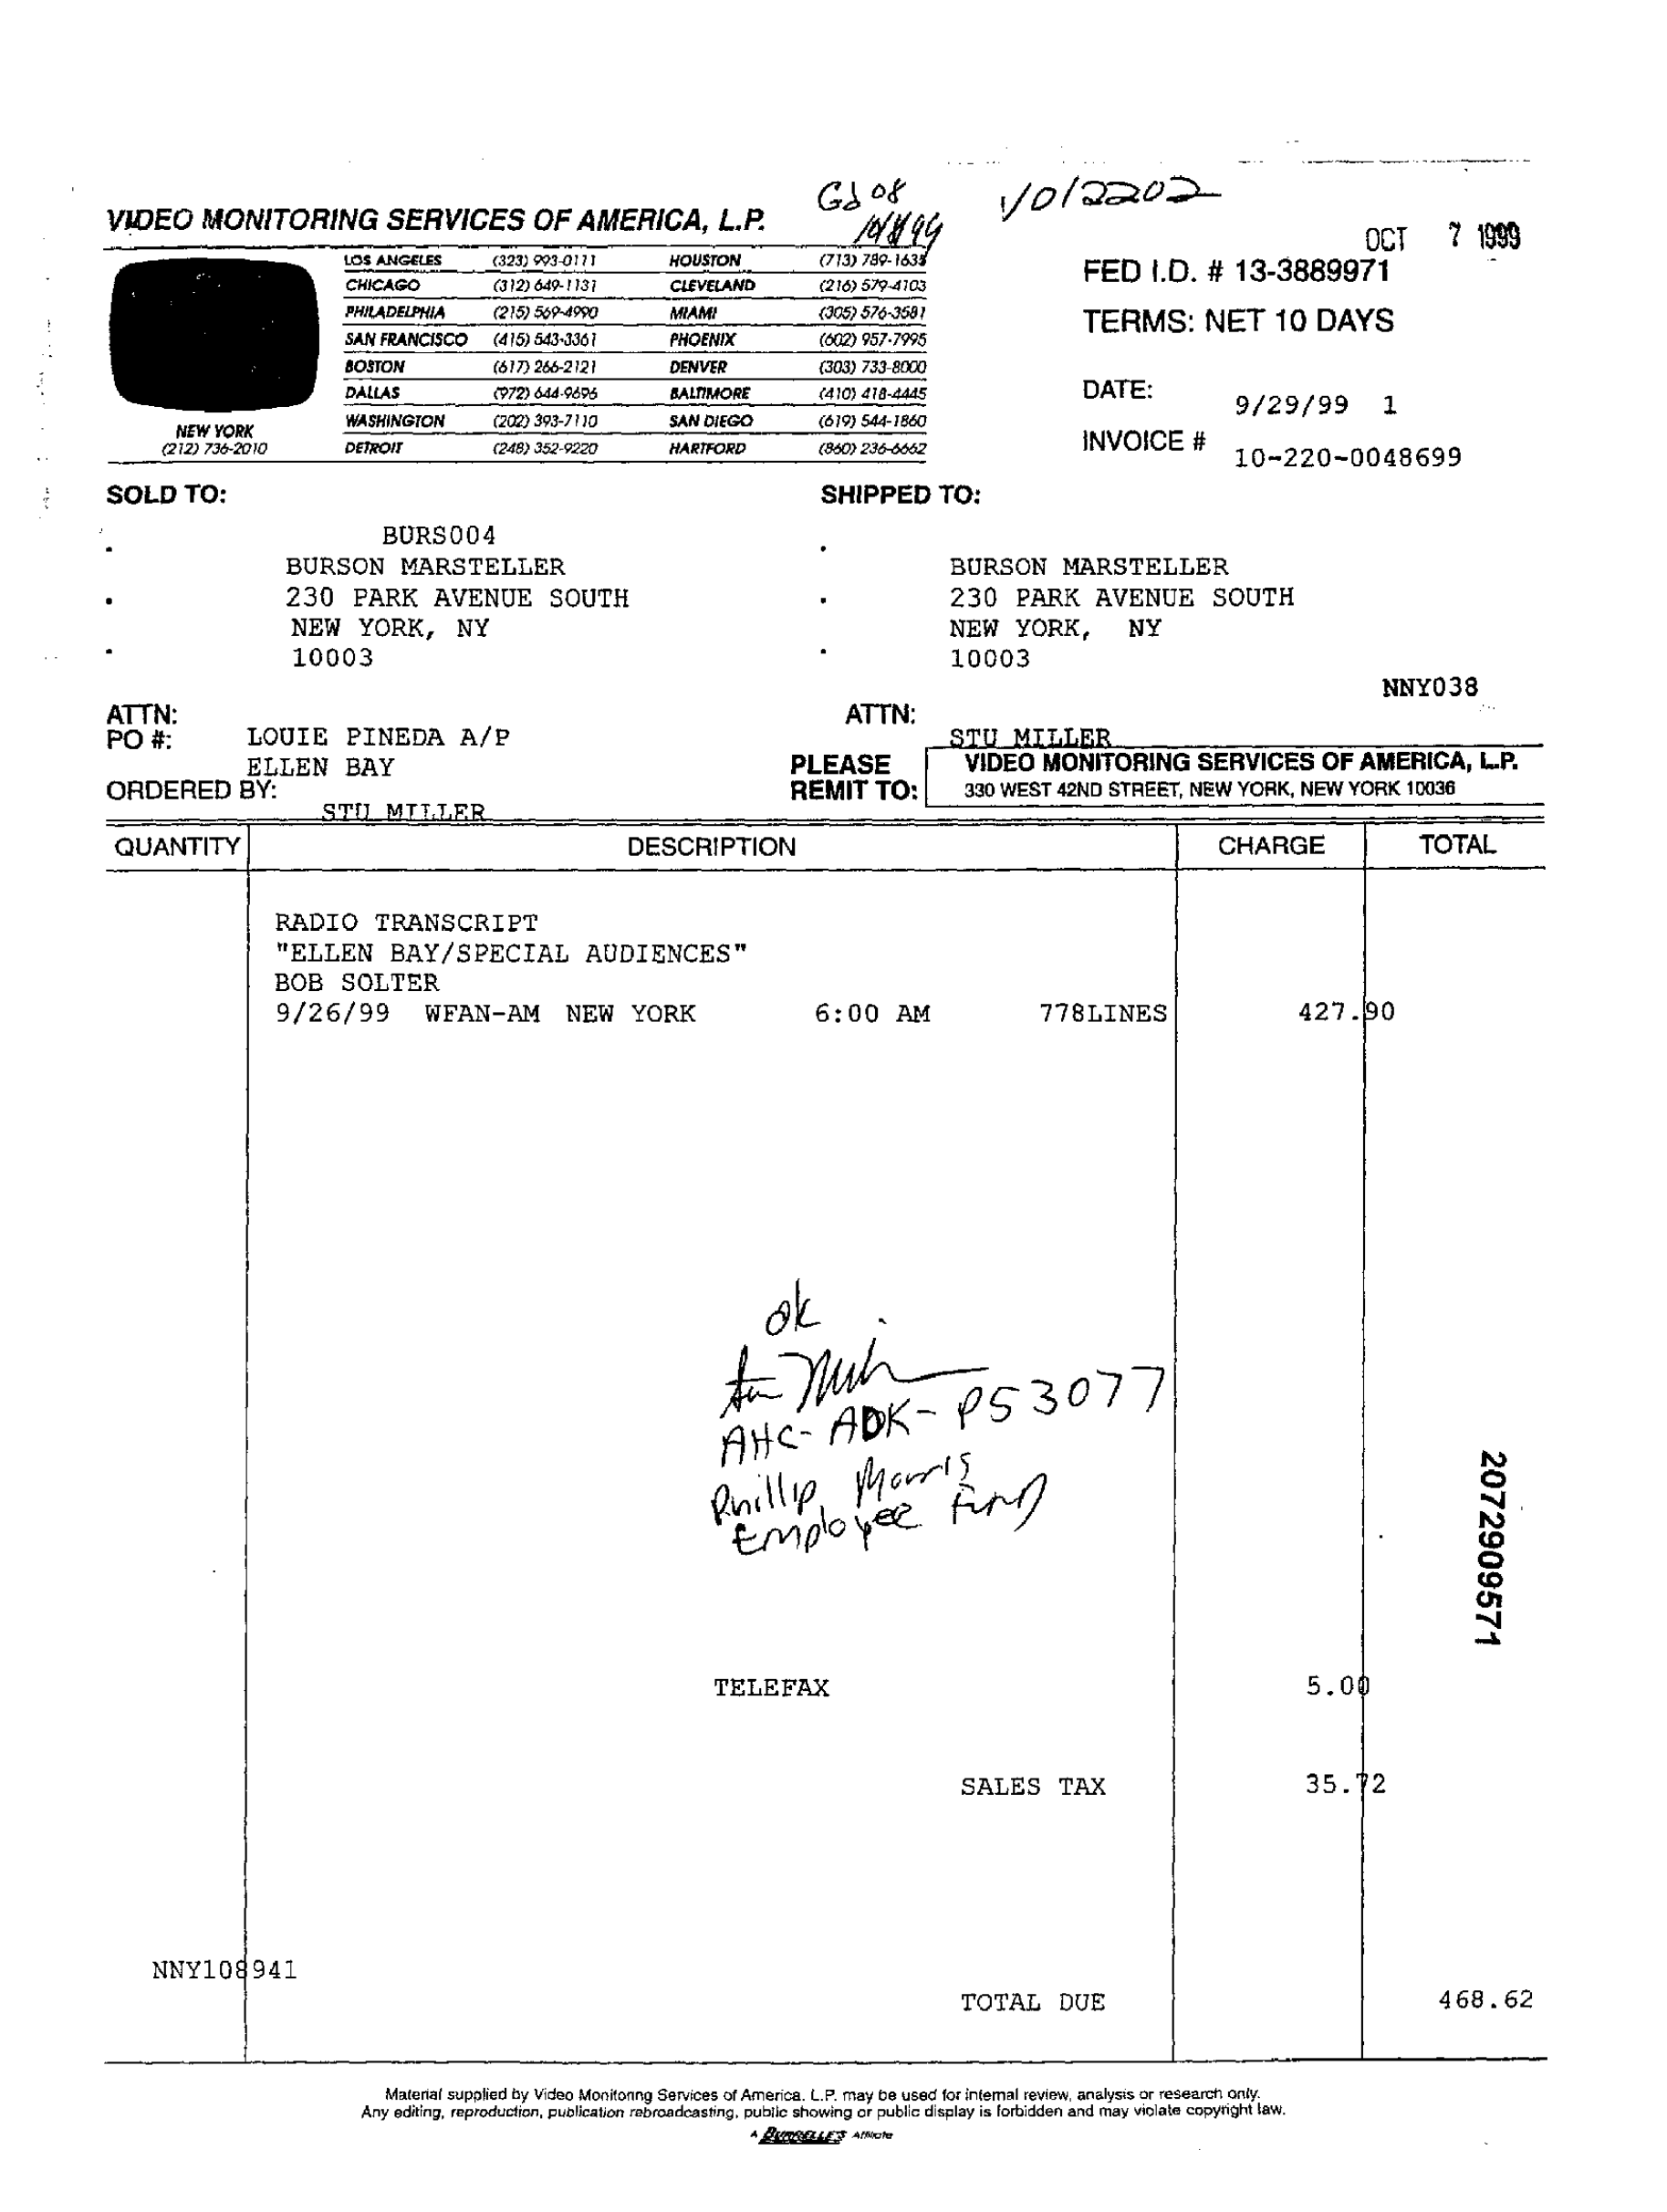 Gd 08
V012202
VIDEO MONITORING SERVICES OF AMERICA, L.P.
OCT 7 1999
LOS ANGELES (323) 993-0111 HOUSTON (713) 789-1635
CHICAGO (312) 649-1131 CLEVELAND (216) 579-4103
PHILADELPHIA (215) 569-4990 MIAMI (305) 576-3581
SAN FRANCISCO (415) 543-3361 PHOENIX (602) 957-7995
BOSTON (617) 266-2121 DENVER (303) 733-8000
DALLAS (972) 644-9696 BALTIMORE (410) 418-4445
WASHINGTON (202) 393-7110 SAN DIEGO (619) 544-1860
DETROIT (248) 352-9220 HARTFORD (860) 236-6662
NEW YORK
(212) 736-2010
FED I.D. # 13-3889971
TERMS: NET 10 DAYS
DATE: 9/29/99 1
INVOICE # 10-220-0048699
SOLD TO:
BURS004
BURSON MARSTELLER
230 PARK AVENUE SOUTH
NEW YORK, NY
10003
SHIPPED TO:
BURSON MARSTELLER
230 PARK AVENUE SOUTH
NEW YORK, NY
10003
NNY038
ATTN:
PO #: LOUIE PINEDA A/P
ELLEN BAY
ORDERED BY:
STU MILLER
ATTN:
STU MILLER
PLEASE
REMIT TO:
VIDEO MONITORING SERVICES OF AMERICA, L.P.
330 WEST 42ND STREET, NEW YORK, NEW YORK 10036
QUANTITY DESCRIPTION CHARGE TOTAL
RADIO TRANSCRIPT
"ELLEN BAY/SPECIAL AUDIENCES"
BOB SOLTER
9/26/99 WFAN-AM NEW YORK 6:00 AM 778LINES 427.90
ok
AHC-ADK-PS3077
Phillip Morris
Employee Fund
2072909571
TELEFAX 5.00
SALES TAX 35.72
NNY108941
TOTAL DUE 468.62
Material supplied by Video Monitoring Services of America. L.P. may be used for internal review, analysis or research only.
Any editing, reproduction, publication rebroadcasting, public showing or public display is forbidden and may violate copyright law.
A BURRELLE'S Affiliate